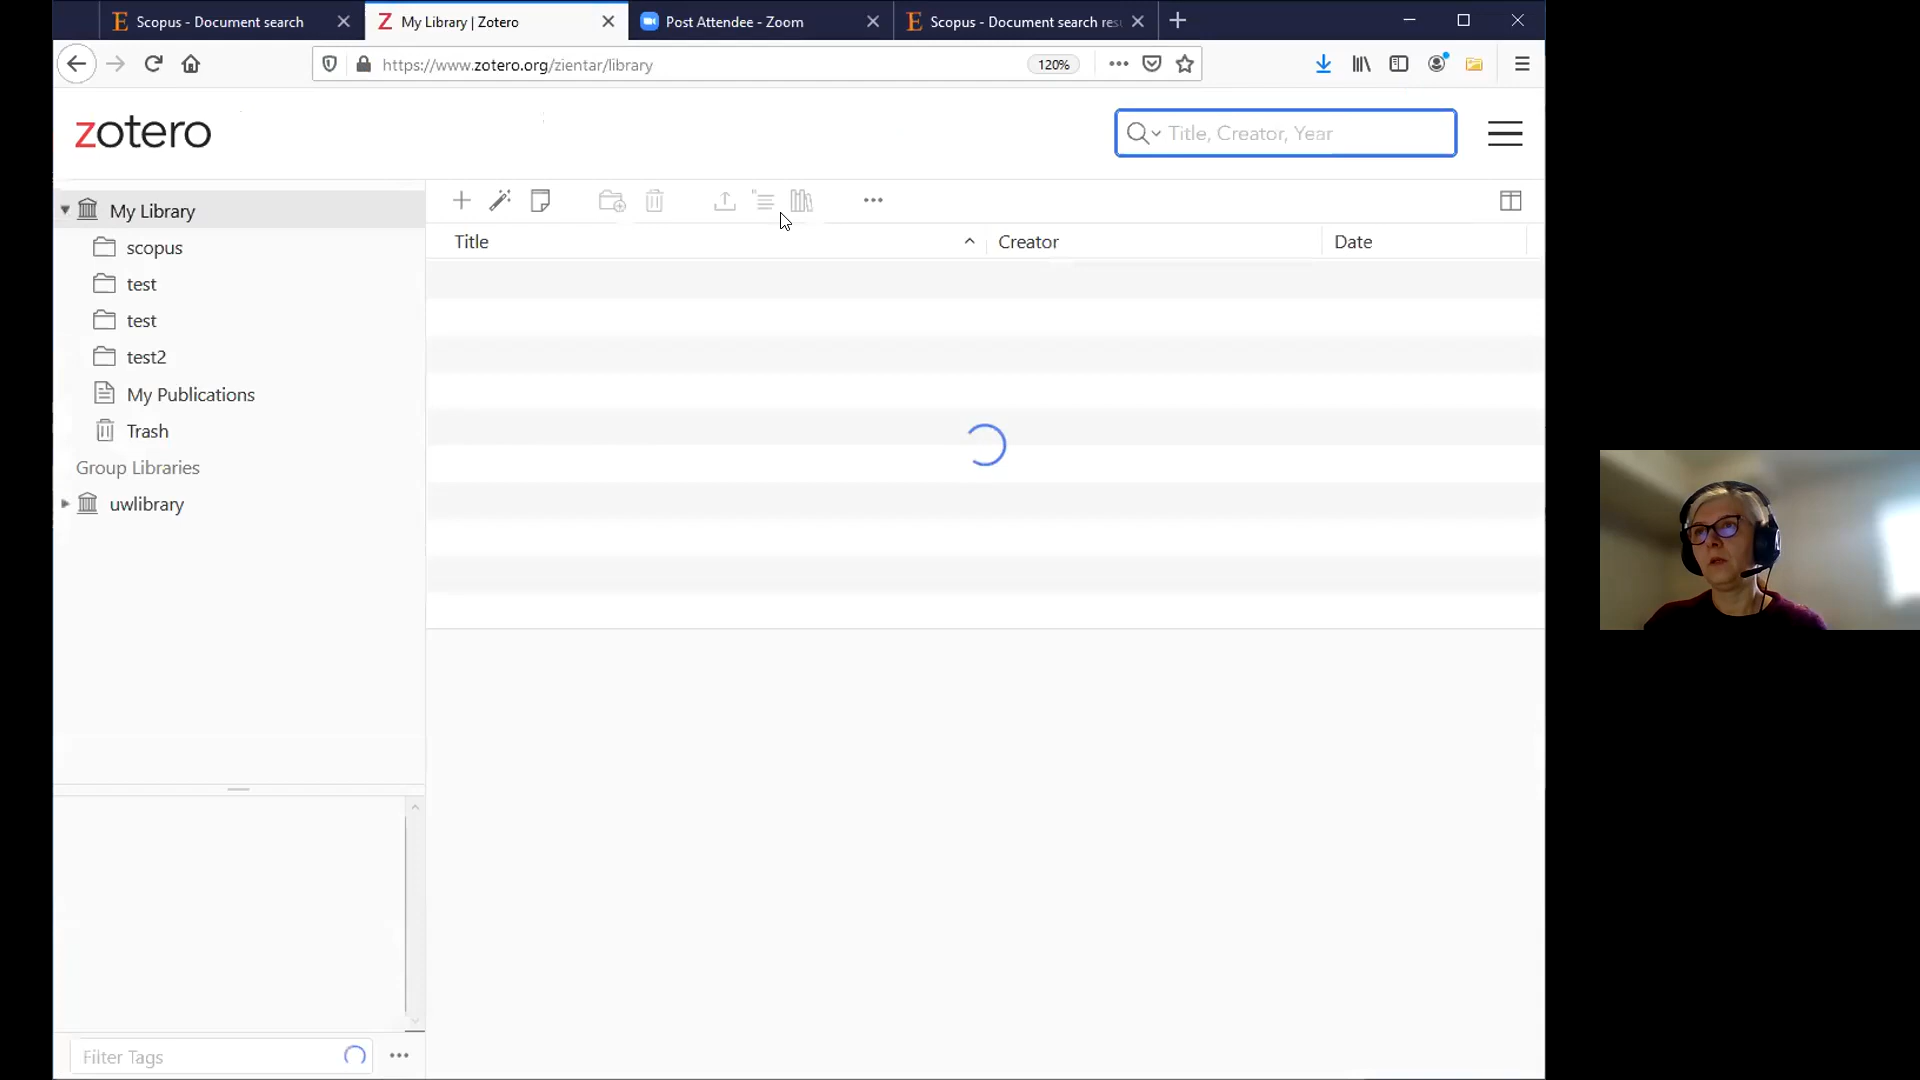 Scopus - Document search
My Library | Zotero
Post Attendee - Zoom
Scopus - Document search res
https://www.zotero.org/zientar/library
120%
zotero
Title, Creator, Year
My Library
scopus
test
test
test2
My Publications
Trash
Group Libraries
uwlibrary
Title
Creator
Date
Filter Tags